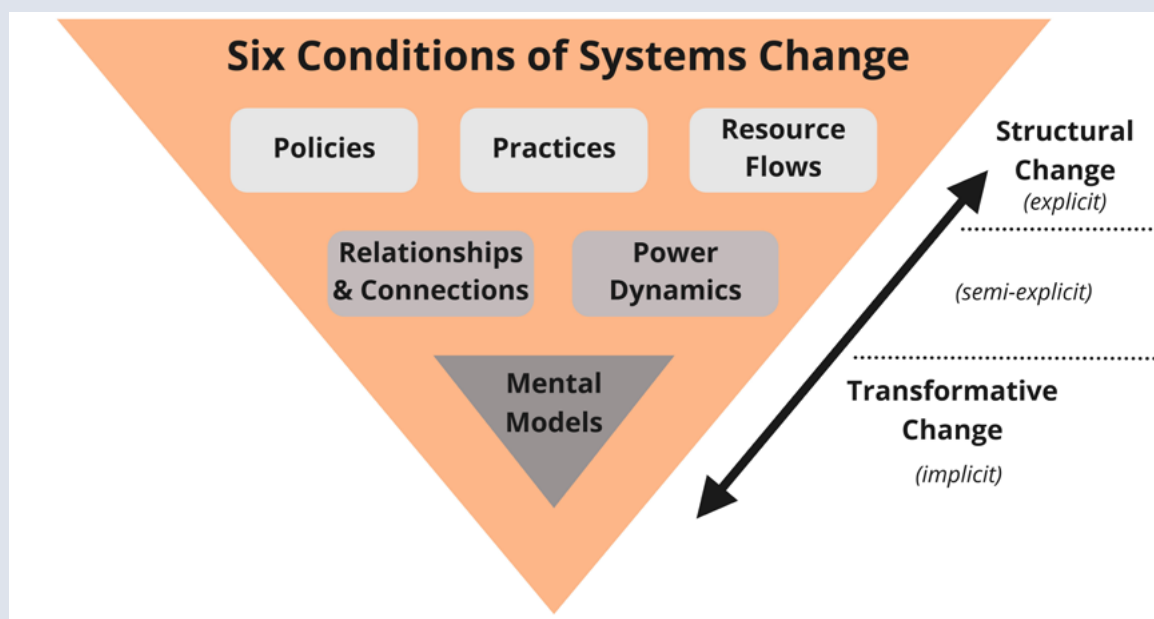 Six Conditions of Systems Change
Policies
Practices
Resource
Flows
Relationships
& Connections
Power
Dynamics
Mental
Models
Structural
Change
(explicit)
(semi-explicit)
Transformative
Change
(implicit)